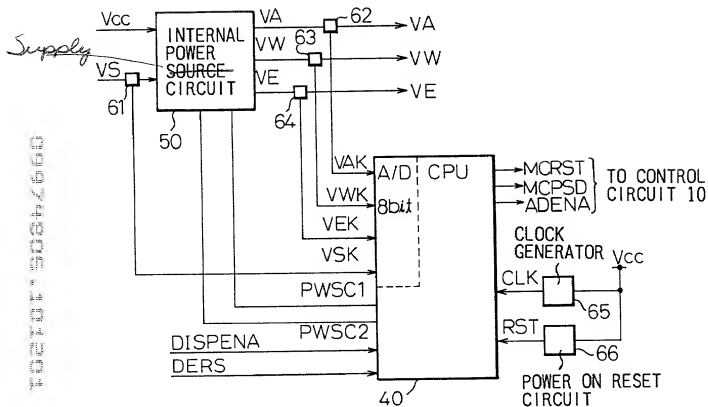 Vcc
INTERNAL
POWER
SOURCE
CIRCUIT
Supply
VA
VW
VE
62
63
64
VA
VW
VE
VS
61
50
VAK
VWK
VEK
VSK
A/D
8bit
CPU
MCRST
MCPSD
ADENA
TO CONTROL
CIRCUIT 10
CLOCK
GENERATOR
Vcc
CLK
65
RST
66
POWER ON RESET
CIRCUIT
PWSC1
PWSC2
DISPENA
DERS
40